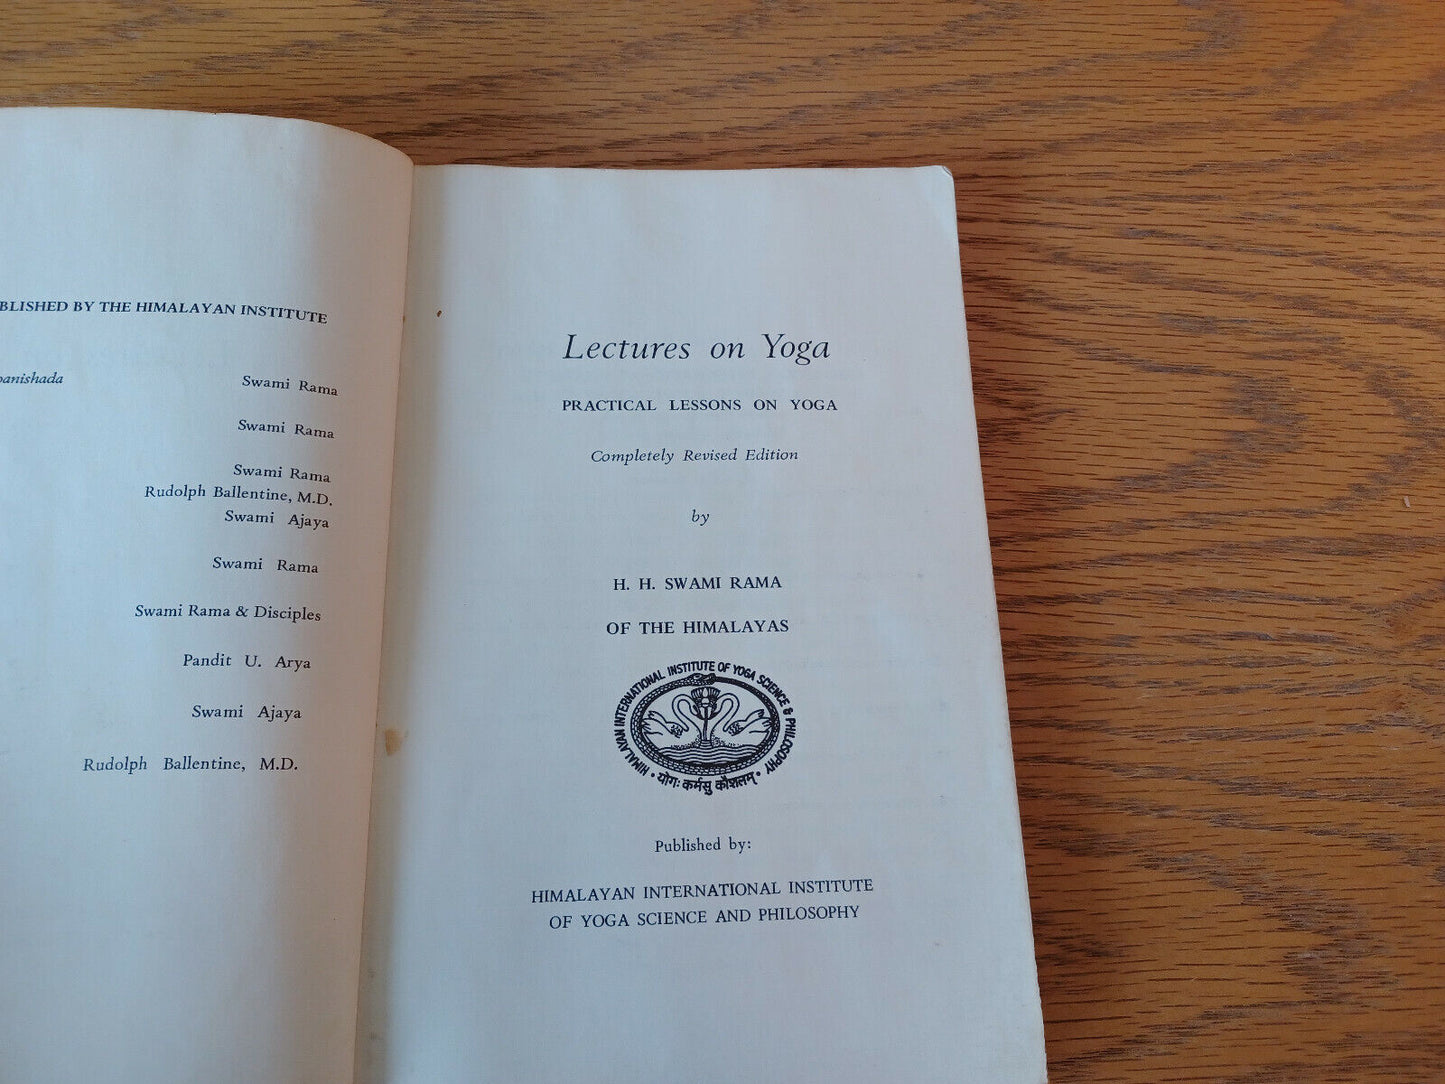 BLISHED BY THE HIMALAYAN INSTITUTE
panishada Swami Rama
Swami Rama
Swami Rama
Rudolph Ballentine, M.D.
Swami Ajaya
Swami Rama
Swami Rama & Disciples
Pandit U. Arya
Swami Ajaya
Rudolph Ballentine, M.D.
Lectures on Yoga
PRACTICAL LESSONS ON YOGA
Completely Revised Edition
by
H. H. SWAMI RAMA
OF THE HIMALAYAS
HIMALAYAN INTERNATIONAL INSTITUTE OF YOGA SCIENCE & PHILOSOPHY
• योगः कर्मसु कौशलम् •
Published by:
HIMALAYAN INTERNATIONAL INSTITUTE
OF YOGA SCIENCE AND PHILOSOPHY